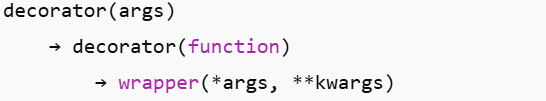 decorator(args)
→ decorator(function)
→ wrapper(*args, **kwargs)